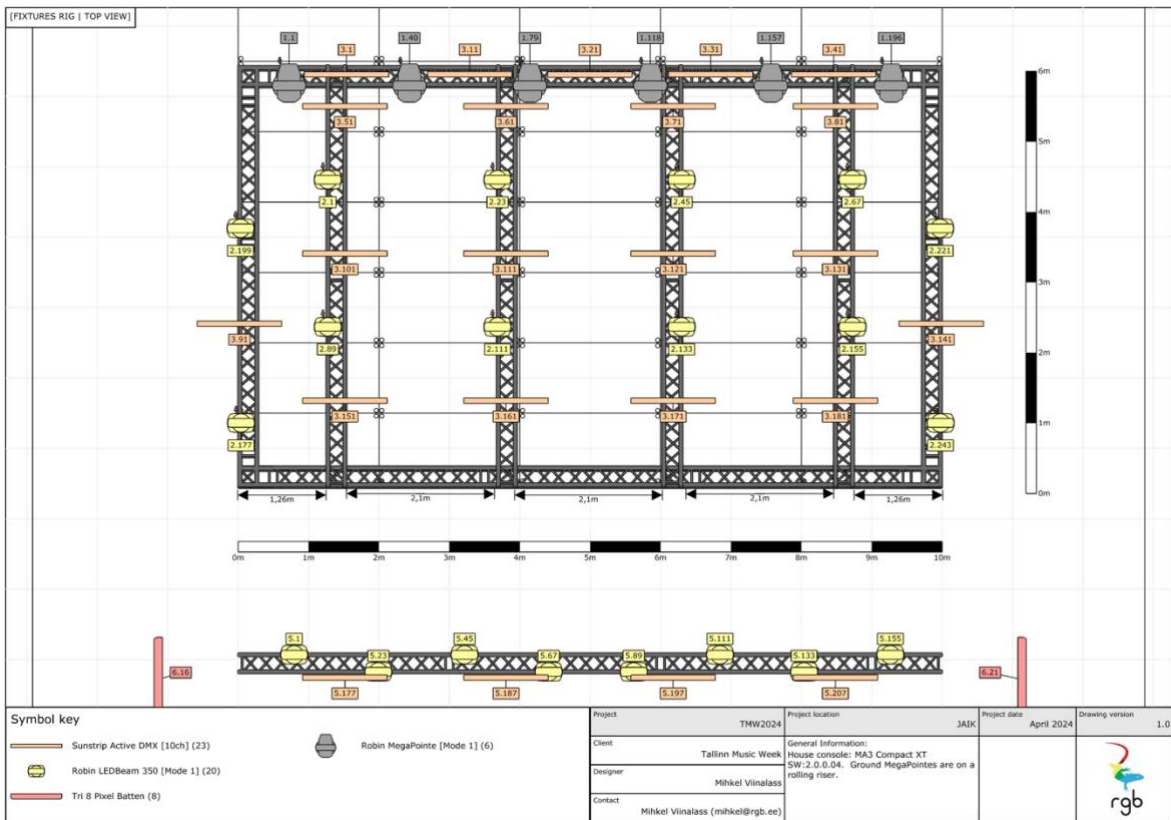 [FIXTURES RIG | TOP VIEW]
1.1
1.40
1.79
1.118
1.157
1.196
3.1
3.11
3.21
3.31
3.41
3.51
3.61
3.71
3.81
2.1
2.23
2.45
2.67
2.199
2.221
3.101
3.111
3.121
3.131
3.91
3.141
2.89
2.111
2.133
2.155
3.151
3.161
3.171
3.181
2.177
2.243
6m
5m
4m
3m
2m
1m
0m
1,26m
2,1m
2,1m
2,1m
1,26m
0m
1m
2m
3m
4m
5m
6m
7m
8m
9m
10m
5.1
5.23
5.45
5.67
5.89
5.111
5.133
5.155
6.16
6.21
5.177
5.187
5.197
5.207
Symbol key
Sunstrip Active DMX [10ch] (23)
Robin LEDBeam 350 [Mode 1] (20)
Tri 8 Pixel Batten (8)
Robin MegaPointe [Mode 1] (6)
Project
TMW2024
Client
Tallinn Music Week
Designer
Mihkel Viinalass
Contact
Mihkel Viinalass (mihkel@rgb.ee)
Project location
JAIK
General Information:
House console: MA3 Compact XT
SW:2.0.0.04. Ground MegaPointes are on a
rolling riser.
Project date
April 2024
Drawing version
1.0
rgb